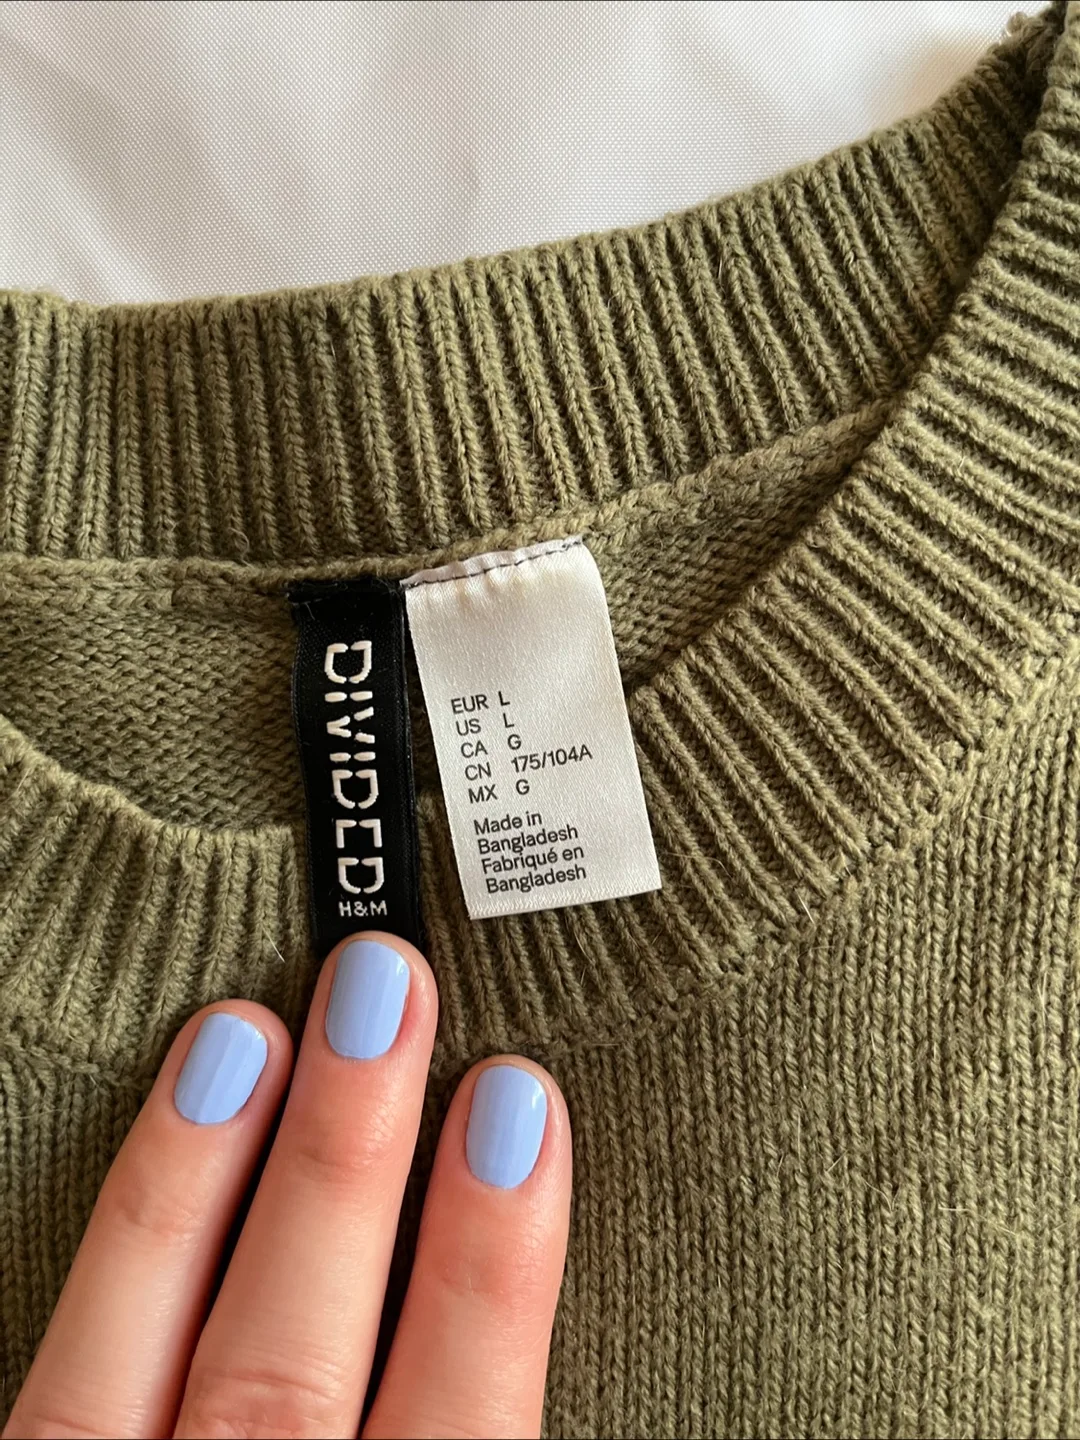 DIVIDED
H&M
EUR L
US L
CA G
CN 175/104A
MX G
Made in
Bangladesh
Fabriqué en
Bangladesh